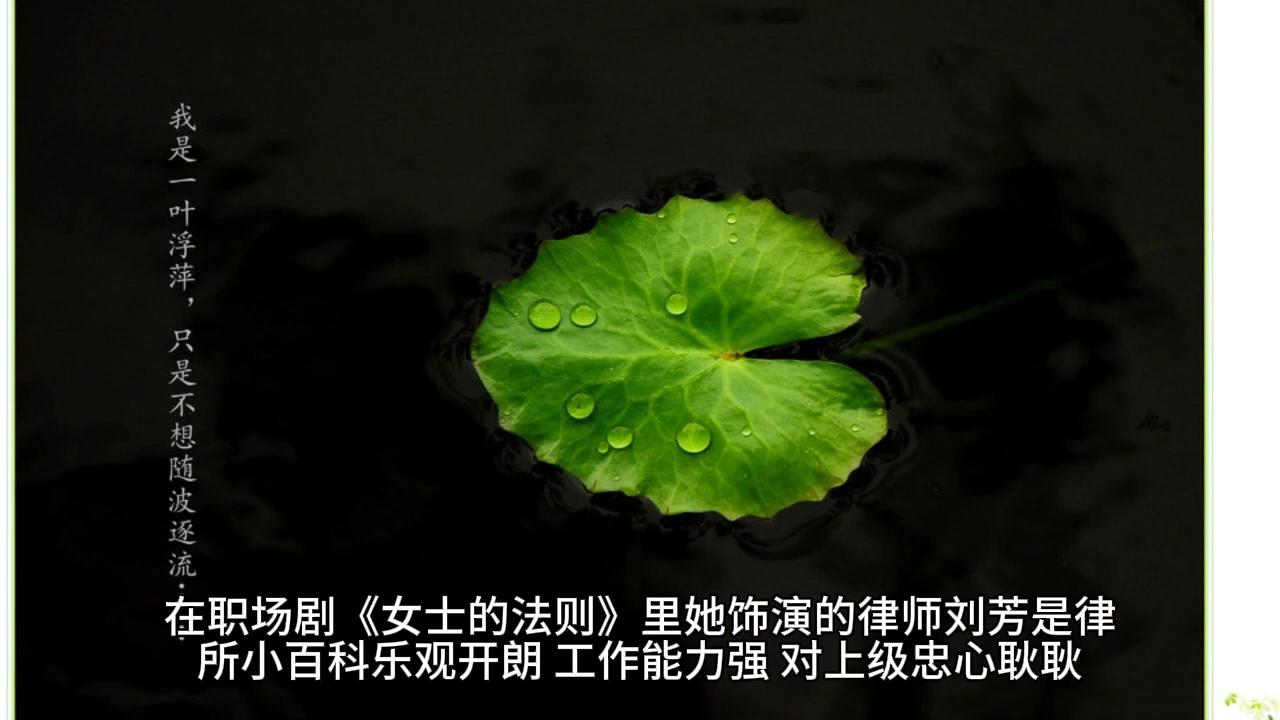 我是一叶浮萍，只是不想随波逐流
在职场剧《女士的法则》里她饰演的律师刘芳是律
所小百科乐观开朗 工作能力强 对上级忠心耿耿